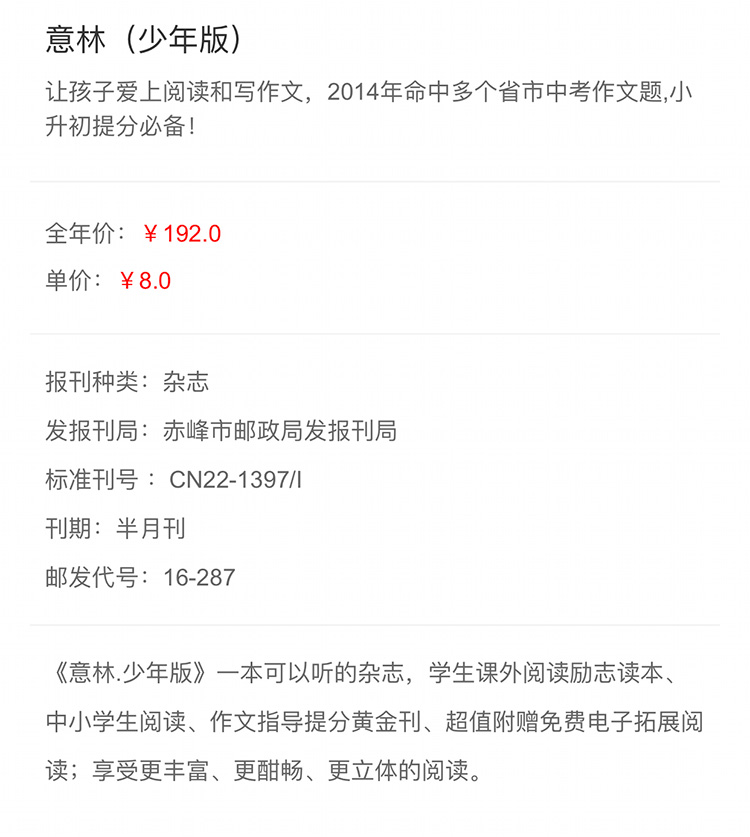 意林（少年版）
让孩子爱上阅读和写作文，2014年命中多个省市中考作文题,小
升初提分必备！
全年价：￥192.0
单价：￥8.0
报刊种类：杂志
发报刊局：赤峰市邮政局发报刊局
标准刊号 ：CN22-1397/I
刊期：半月刊
邮发代号：16-287
《意林.少年版》一本可以听的杂志，学生课外阅读励志读本、
中小学生阅读、作文指导提分黄金刊、超值附赠免费电子拓展阅
读；享受更丰富、更酣畅、更立体的阅读。